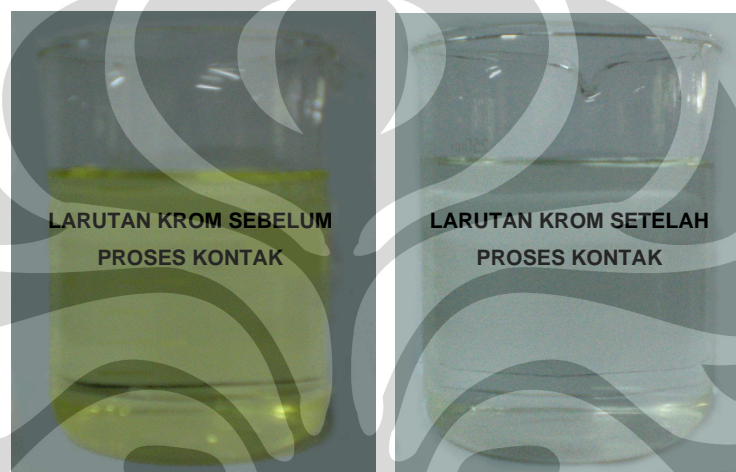 LARUTAN KROM SEBELUM
PROSES KONTAK
LARUTAN KROM SETELAH
PROSES KONTAK